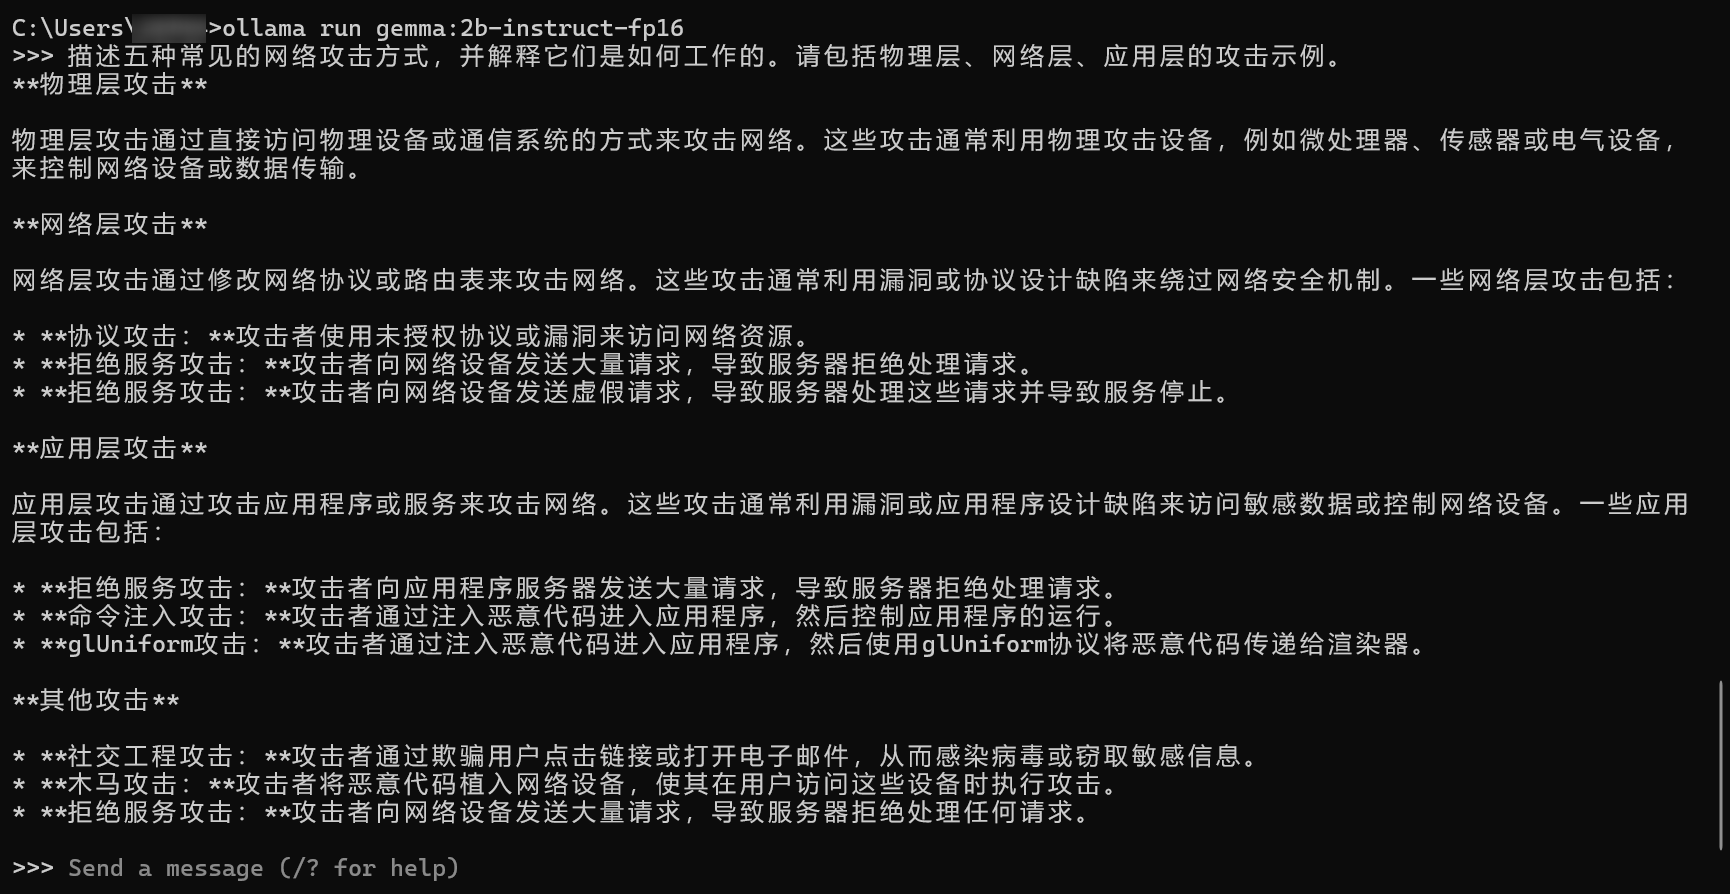 C:\Users\>ollama run gemma:2b-instruct-fp16
>>> 描述五种常见的网络攻击方式，并解释它们是如何工作的。请包括物理层、网络层、应用层的攻击示例。
**物理层攻击**
物理层攻击通过直接访问物理设备或通信系统的方式来攻击网络。这些攻击通常利用物理攻击设备，例如微处理器、传感器或电气设备，
来控制网络设备或数据传输。
**网络层攻击**
网络层攻击通过修改网络协议或路由表来攻击网络。这些攻击通常利用漏洞或协议设计缺陷来绕过网络安全机制。一些网络层攻击包括：
* **协议攻击：**攻击者使用未授权协议或漏洞来访问网络资源。
* **拒绝服务攻击：**攻击者向网络设备发送大量请求，导致服务器拒绝处理请求。
* **拒绝服务攻击：**攻击者向网络设备发送虚假请求，导致服务器处理这些请求并导致服务停止。
**应用层攻击**
应用层攻击通过攻击应用程序或服务来攻击网络。这些攻击通常利用漏洞或应用程序设计缺陷来访问敏感数据或控制网络设备。一些应用
层攻击包括：
* **拒绝服务攻击：**攻击者向应用程序服务器发送大量请求，导致服务器拒绝处理请求。
* **命令注入攻击：**攻击者通过注入恶意代码进入应用程序，然后控制应用程序的运行。
* **glUniform攻击：**攻击者通过注入恶意代码进入应用程序，然后使用glUniform协议将恶意代码传递给渲染器。
**其他攻击**
* **社交工程攻击：**攻击者通过欺骗用户点击链接或打开电子邮件，从而感染病毒或窃取敏感信息。
* **木马攻击：**攻击者将恶意代码植入网络设备，使其在用户访问这些设备时执行攻击。
* **拒绝服务攻击：**攻击者向网络设备发送大量请求，导致服务器拒绝处理任何请求。
>>> Send a message (/? for help)